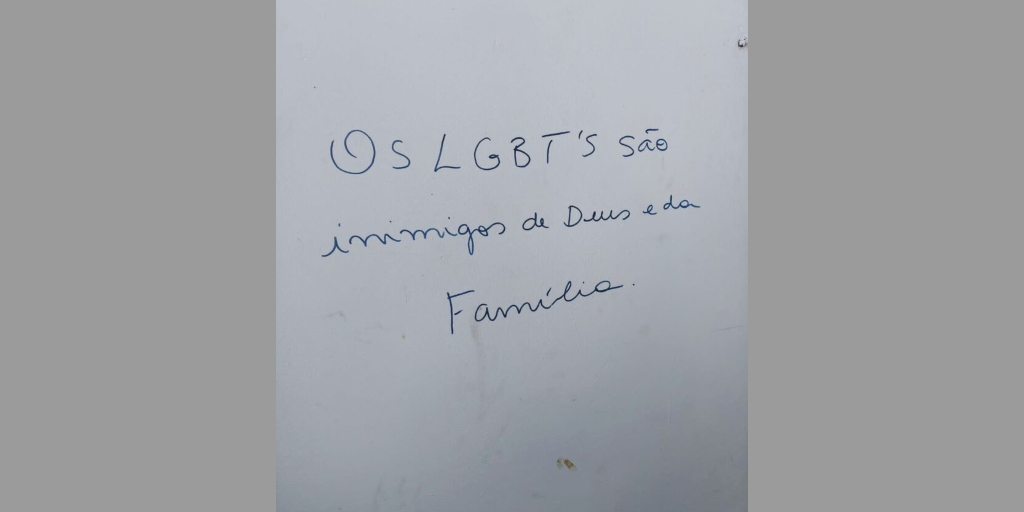 Os LGBT's são
inimigos de Deus e da
Família.